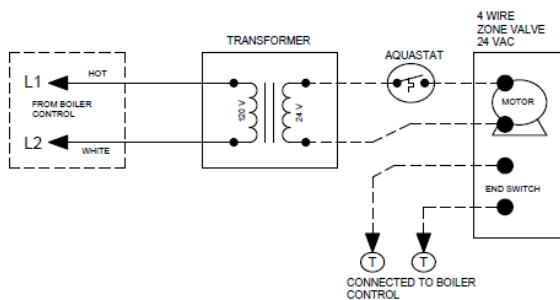 4 WIRE
ZONE VALVE
24 VAC
TRANSFORMER
AQUASTAT
L1
HOT
FROM BOILER
CONTROL
L2
WHITE
120 V
24 V
MOTOR
END SWITCH
T
T
CONNECTED TO BOILER
CONTROL